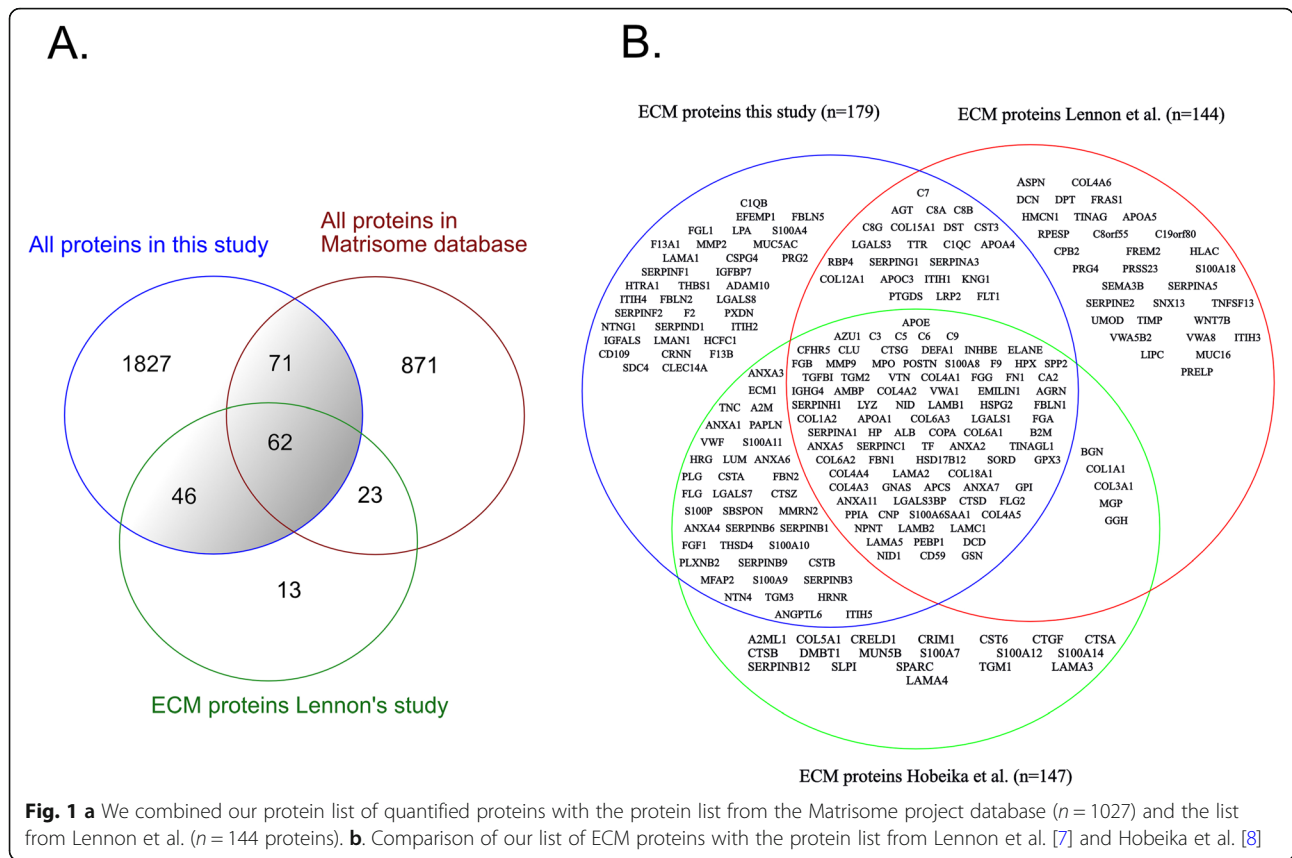 A.
B.
All proteins in this study
All proteins in
Matrisome database
1827
71
871
62
46
23
13
ECM proteins Lennon's study
ECM proteins this study (n=179)
ECM proteins Lennon et al. (n=144)
C1QB
EFEMP1 FBLN5
FGL1 LPA S100A4
F13A1 MMP2 MUC5AC
LAMA1 CSPG4 PRG2
SERPINF1 IGFBP7
HTRA1 THBS1 ADAM10
ITIH4 FBLN2 LGALS8
SERPINF2 F2 PXDN
NTNG1 SERPIND1 ITIH2
IGFALS LMAN1 HCFC1
CD109 CRNN F13B
SDC4 CLEC14A
C7
AGT C8A C8B
C8G COL15A1 DST CST3
LGALS3 TTR C1QC APOA4
RBP4 SERPING1 SERPINA3
COL12A1 APOC3 ITIH1 KNG1
PTGDS LRP2 FLT1
ASPN COL4A6
DCN DPT FRAS1
HMCN1 TINAG APOA5
RPESP C8orf55 C19orf80
CPB2 FREM2 HLAC
PRG4 PRSS23 S100A18
SEMA3B SERPINA5
SERPINE2 SNX13 TNFSF13
UMOD TIMP WNT7B
VWA5B2 VWA8 ITIH3
LIPC MUC16
PRELP
APOE
AZU1 C3 C5 C6 C9
CFHR5 CLU CTSG DEFA1 INHBE ELANE
FGB MMP9 MPO POSTN S100A8 F9 HPX SPP2
TGFBI TGM2 VTN COL4A1 FGG FN1 CA2
IGHG4 AMBP COL4A2 VWA1 EMILIN1 AGRN
SERPINH1 LYZ NID LAMB1 HSPG2 FBLN1
COL1A2 APOA1 COL6A3 LGALS1 FGA
SERPINA1 HP ALB COPA COL6A1 B2M
ANXA5 SERPINC1 TF ANXA2 TINAGL1
COL6A2 FBN1 HSD17B12 SORD GPX3
COL4A4 LAMA2 COL18A1
COL4A3 GNAS APCS ANXA7 GPI
ANXA11 LGALS3BP CTSD FLG2
PPIA CNP S100A6SAA1 COL4A5
NPNT LAMB2 LAMC1
LAMA5 PEBP1 DCD
NID1 CD59 GSN
ANXA3
ECM1
TNC A2M
ANXA1 PAPLN
VWF S100A11
HRG LUM ANXA6
PLG CSTA FBN2
FLG LGALS7 CTSZ
S100P SBSPON MMRN2
ANXA4 SERPINB6 SERPINB1
FGF1 THSD4 S100A10
PLXNB2 SERPINB9 CSTB
MFAP2 S100A9 SERPINB3
NTN4 TGM3 HRNR
ANGPTL6 ITIH5
BGN
COL1A1
COL3A1
MGP
GGH
A2ML1 COL5A1 CRELD1 CRIM1 CST6 CTGF CTSA
CTSB DMBT1 MUN5B S100A7 S100A12 S100A14
SERPINB12 SLPI SPARC TGM1 LAMA3
LAMA4
ECM proteins Hobeika et al. (n=147)
Fig. 1 a We combined our protein list of quantified proteins with the protein list from the Matrisome project database (n = 1027) and the list
from Lennon et al. (n = 144 proteins). b. Comparison of our list of ECM proteins with the protein list from Lennon et al. [7] and Hobeika et al. [8]